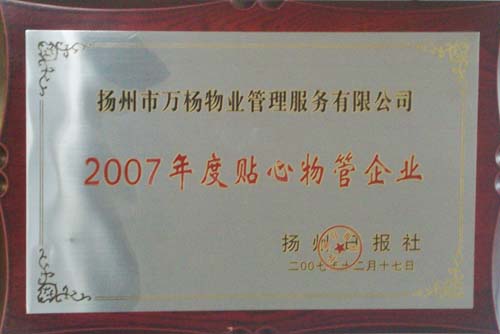 扬州市万杨物业管理服务有限公司
2007年度贴心物管企业
扬州日报社
二00七年十二月十七日